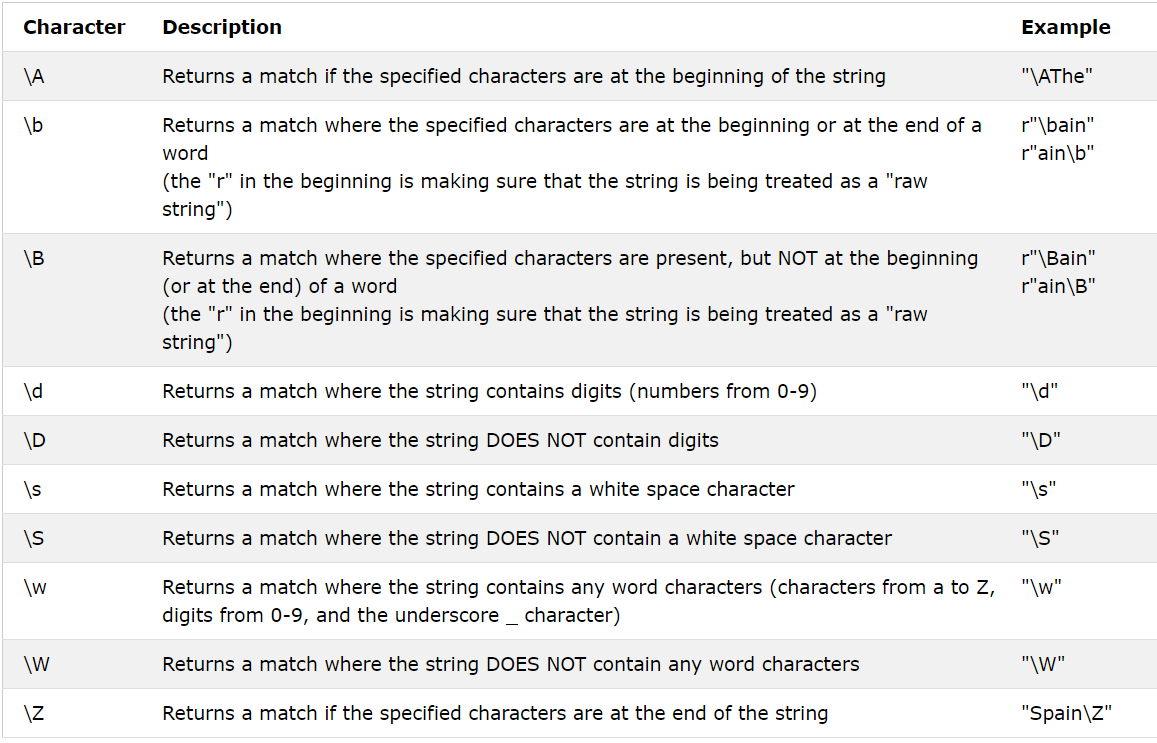 Character Description Example
\A Returns a match if the specified characters are at the beginning of the string "\AThe"
\b Returns a match where the specified characters are at the beginning or at the end of a r"\bain"
word r"ain\b"
(the "r" in the beginning is making sure that the string is being treated as a "raw
string")
\B Returns a match where the specified characters are present, but NOT at the beginning r"\Bain"
(or at the end) of a word r"ain\B"
(the "r" in the beginning is making sure that the string is being treated as a "raw
string")
\d Returns a match where the string contains digits (numbers from 0-9) "\d"
\D Returns a match where the string DOES NOT contain digits "\D"
\s Returns a match where the string contains a white space character "\s"
\S Returns a match where the string DOES NOT contain a white space character "\S"
\w Returns a match where the string contains any word characters (characters from a to Z, "\w"
digits from 0-9, and the underscore _ character)
\W Returns a match where the string DOES NOT contain any word characters "\W"
\Z Returns a match if the specified characters are at the end of the string "Spain\Z"